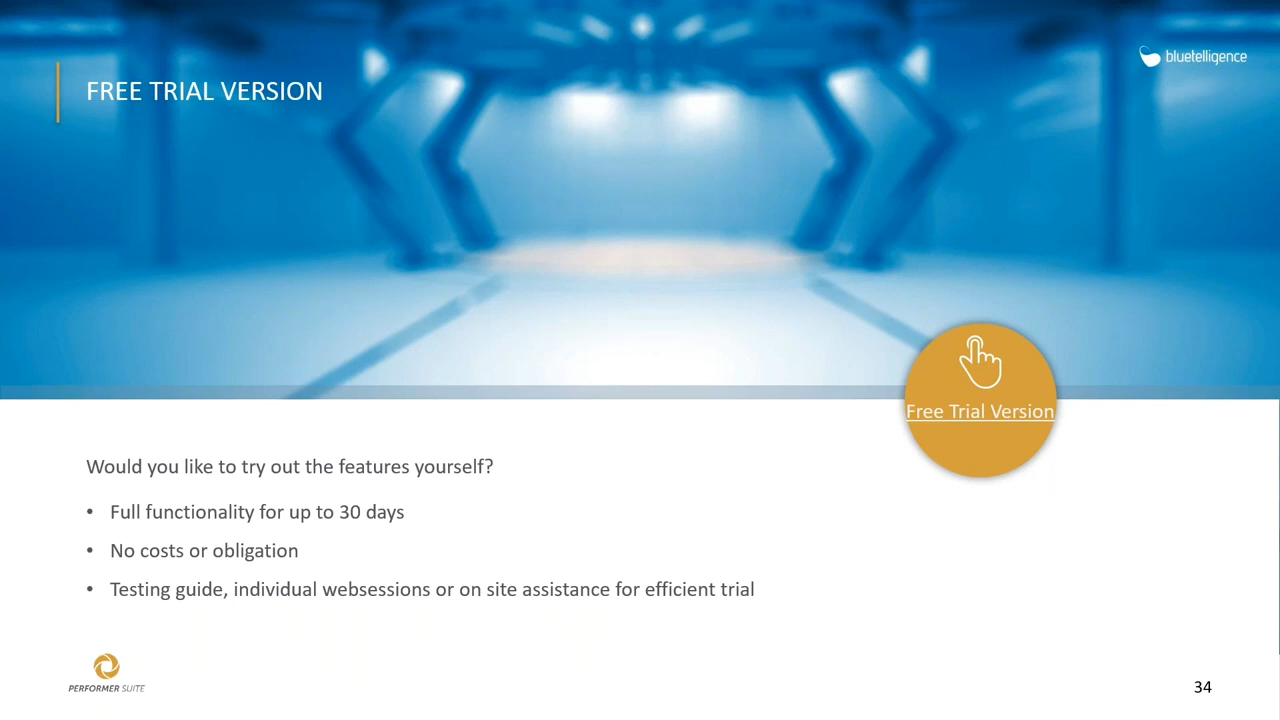 FREE TRIAL VERSION
bluetelligence
Free Trial Version
Would you like to try out the features yourself?
• Full functionality for up to 30 days
• No costs or obligation
• Testing guide, individual websessions or on site assistance for efficient trial
PERFORMER SUITE
34